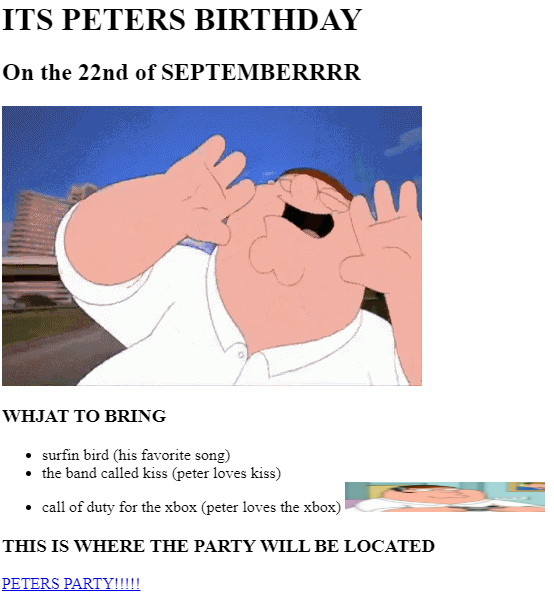 ITS PETERS BIRTHDAY
On the 22nd of SEPTEMBERRRR
WHJAT TO BRING
surfin bird (his favorite song)
the band called kiss (peter loves kiss)
call of duty for the xbox (peter loves the xbox)
THIS IS WHERE THE PARTY WILL BE LOCATED
PETERS PARTY!!!!!